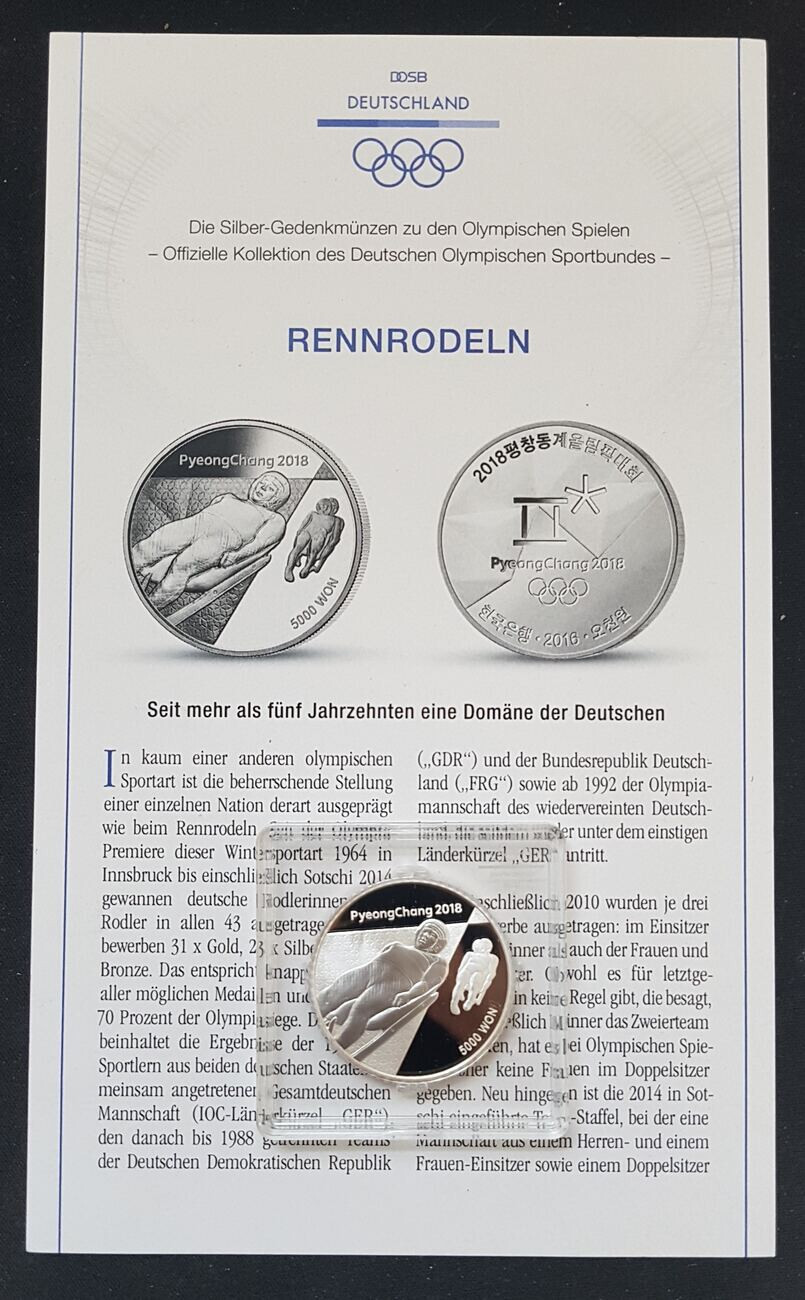 DOSB
DEUTSCHLAND
Die Silber-Gedenkmünzen zu den Olympischen Spielen
– Offizielle Kollektion des Deutschen Olympischen Sportbundes –
RENNRODELN
PyeongChang 2018
5000 WON
2018평창동계올림픽대회
PyeongChang 2018
한국은행 · 2016 · 오천원
Seit mehr als fünf Jahrzehnten eine Domäne der Deutschen
In kaum einer anderen olympischen
Sportart ist die beherrschende Stellung
einer einzelnen Nation derart ausgeprägt
wie beim Rennrodeln. Seit der Olympia-
Premiere dieser Wintersportart 1964 in
Innsbruck bis einschließlich Sotschi 2014
gewannen deutsche Rodlerinnen
Rodler in allen 43
bewerben 31 x Gold, 23 x
Bronze. Das entspricht
aller möglichen Medaillen
70 Prozent der Olympiasiege.
beinhaltet die Ergebnisse der
Sportlern aus beiden deutschen
meinsam angetretenen Gesamtdeutschen
Mannschaft (IOC-Länderkürzel „GER“),
den danach bis 1988 getrennten Teams
der Deutschen Demokratischen Republik
(„GDR“) und der Bundesrepublik Deutsch-
land („FRG“) sowie ab 1992 der Olympia-
mannschaft des wiedervereinten Deutsch-
land, die seitdem wieder unter dem einstigen
Länderkürzel „GER“ antritt.
2010 wurden je drei
ausgetragen: im Einsitzer
als auch der Frauen und
Obwohl es für letztge-
keine Regel gibt, die besagt,
Männer das Zweierteam
hat es bei Olympischen Spie-
keine Frauen im Doppelsitzer
gegeben. Neu hingegen ist die 2014 in Sot-
schi eingeführte Team-Staffel, bei der eine
Mannschaft aus einem Herren- und einem
Frauen-Einsitzer sowie einem Doppelsitzer
PyeongChang 2018
5000 WON